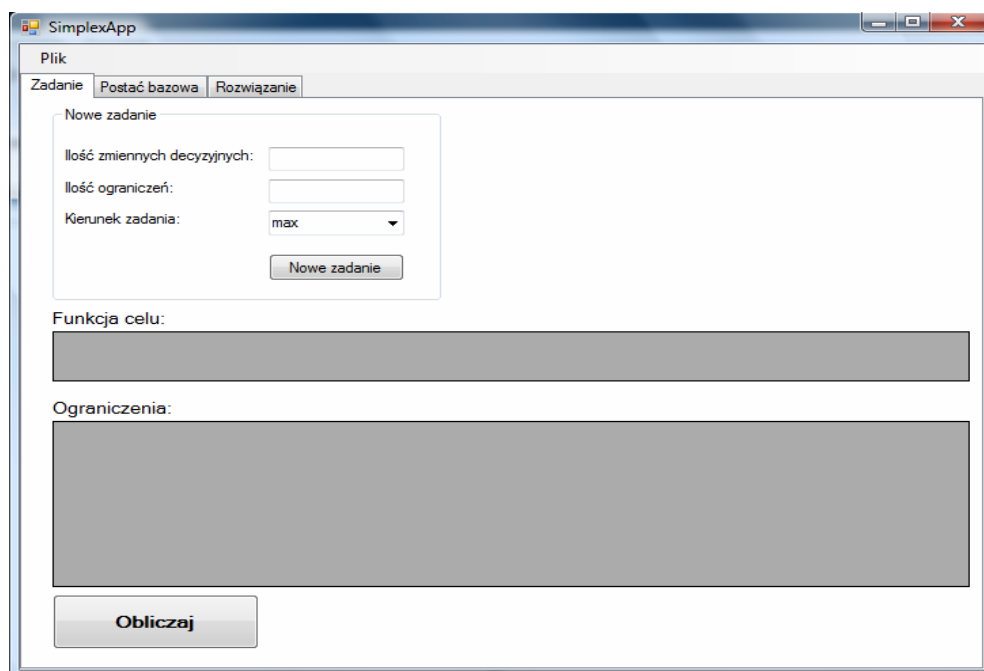 SimplexApp
Plik
Zadanie Postać bazowa Rozwiązanie
Nowe zadanie
Ilość zmiennych decyzyjnych:
Ilość ograniczeń:
Kierunek zadania: max
Nowe zadanie
Funkcja celu:
Ograniczenia:
Obliczaj